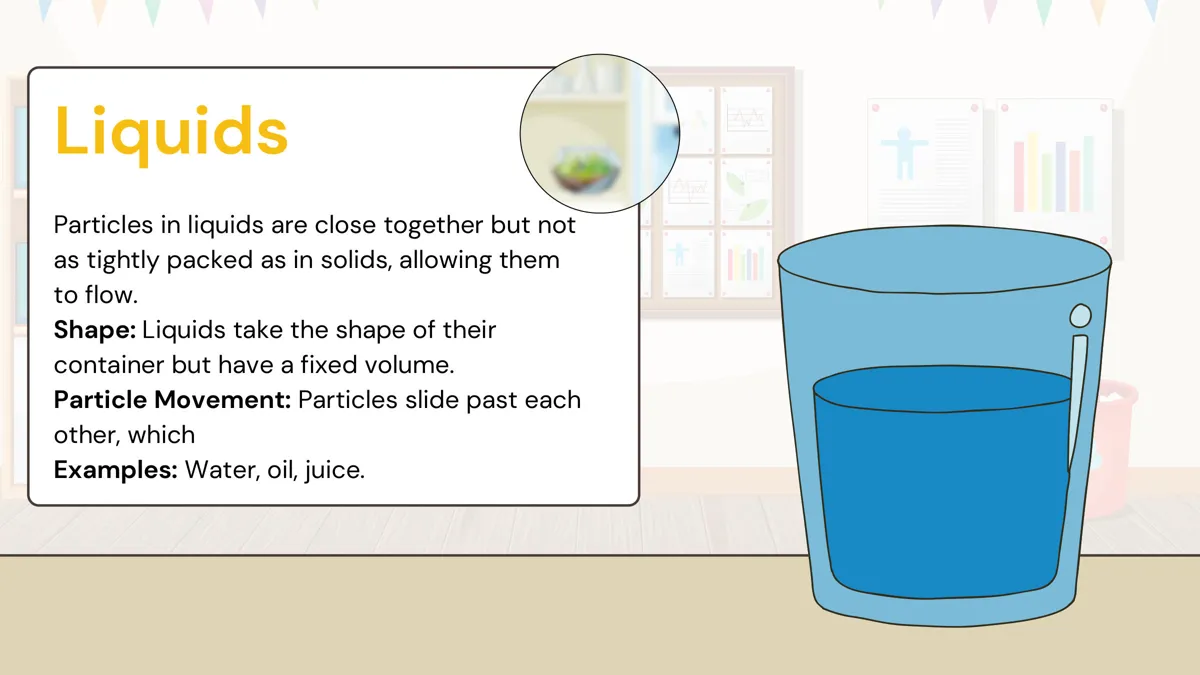 Liquids
Particles in liquids are close together but not
as tightly packed as in solids, allowing them
to flow.
Shape: Liquids take the shape of their
container but have a fixed volume.
Particle Movement: Particles slide past each
other, which
Examples: Water, oil, juice.